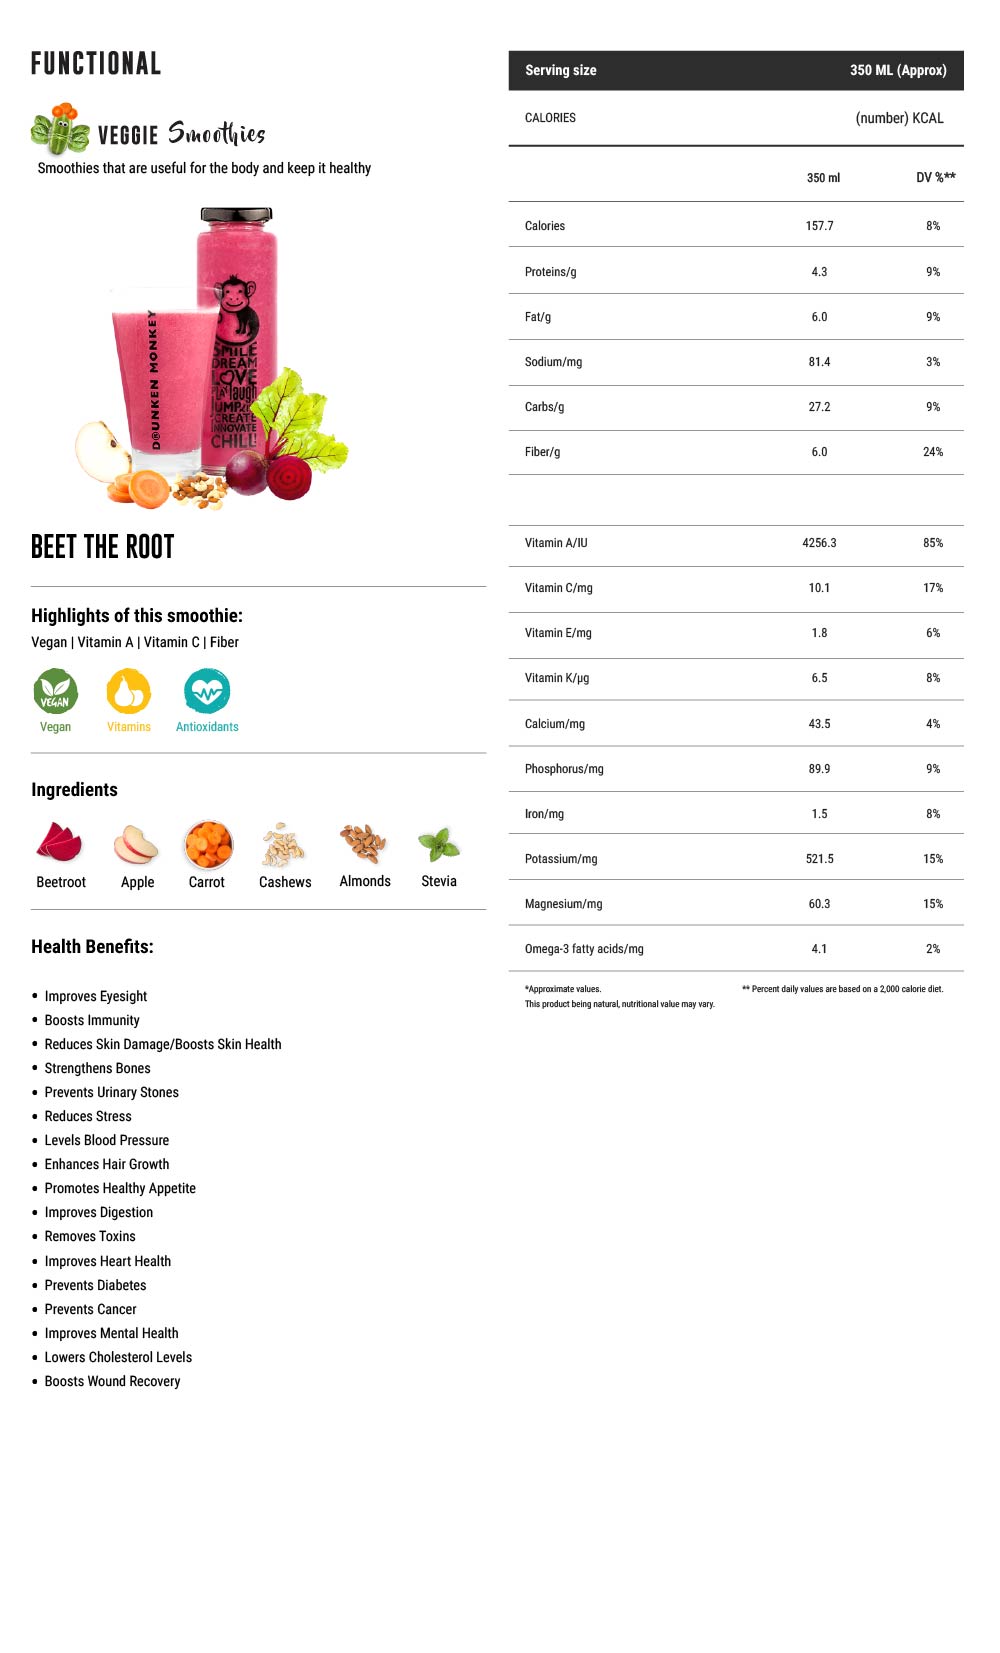 FUNCTIONAL
VEGGIE Smoothies
Smoothies that are useful for the body and keep it healthy
DRUNKEN MONKEY
SMILE
DREAM
LOVE
PLAY laugh
JUMP
CREATE
INNOVATE
CHILL!
BEET THE ROOT
Highlights of this smoothie:
Vegan | Vitamin A | Vitamin C | Fiber
VEGAN
Vegan Vitamins Antioxidants
Ingredients
Beetroot Apple Carrot Cashews Almonds Stevia
Health Benefits:
• Improves Eyesight
• Boosts Immunity
• Reduces Skin Damage/Boosts Skin Health
• Strengthens Bones
• Prevents Urinary Stones
• Reduces Stress
• Levels Blood Pressure
• Enhances Hair Growth
• Promotes Healthy Appetite
• Improves Digestion
• Removes Toxins
• Improves Heart Health
• Prevents Diabetes
• Prevents Cancer
• Improves Mental Health
• Lowers Cholesterol Levels
• Boosts Wound Recovery
Serving size 350 ML (Approx)
CALORIES (number) KCAL
350 ml DV %**
Calories 157.7 8%
Proteins/g 4.3 9%
Fat/g 6.0 9%
Sodium/mg 81.4 3%
Carbs/g 27.2 9%
Fiber/g 6.0 24%
Vitamin A/IU 4256.3 85%
Vitamin C/mg 10.1 17%
Vitamin E/mg 1.8 6%
Vitamin K/µg 6.5 8%
Calcium/mg 43.5 4%
Phosphorus/mg 89.9 9%
Iron/mg 1.5 8%
Potassium/mg 521.5 15%
Magnesium/mg 60.3 15%
Omega-3 fatty acids/mg 4.1 2%
*Approximate values. ** Percent daily values are based on a 2,000 calorie diet.
This product being natural, nutritional value may vary.